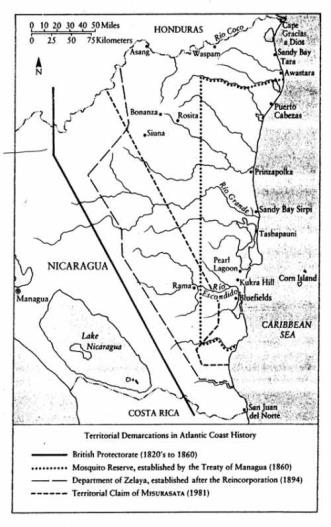 0 10 20 30 40 50 Miles
0 25 50 75 Kilometers
N
HONDURAS
Río Coco
Cape
Gracias
a Dios
Asang
Waspam
Sandy Bay
Tara
Awastara
Bonanza
Rosita
Puerto
Cabezas
Siuna
Prinzapolka
Río Grande
Sandy Bay Sirpi
Tasbapauni
Pearl
Lagoon
NICARAGUA
Rama
Río
Escondido
Kukra Hill
Corn Island
Bluefields
Managua
CARIBBEAN
SEA
Lake
Nicaragua
COSTA RICA
San Juan
del Norte
Territorial Demarcations in Atlantic Coast History
British Protectorate (1820's to 1860)
Mosquito Reserve, established by the Treaty of Managua (1860)
Department of Zelaya, established after the Reincorporation (1894)
Territorial Claim of MISURASATA (1981)